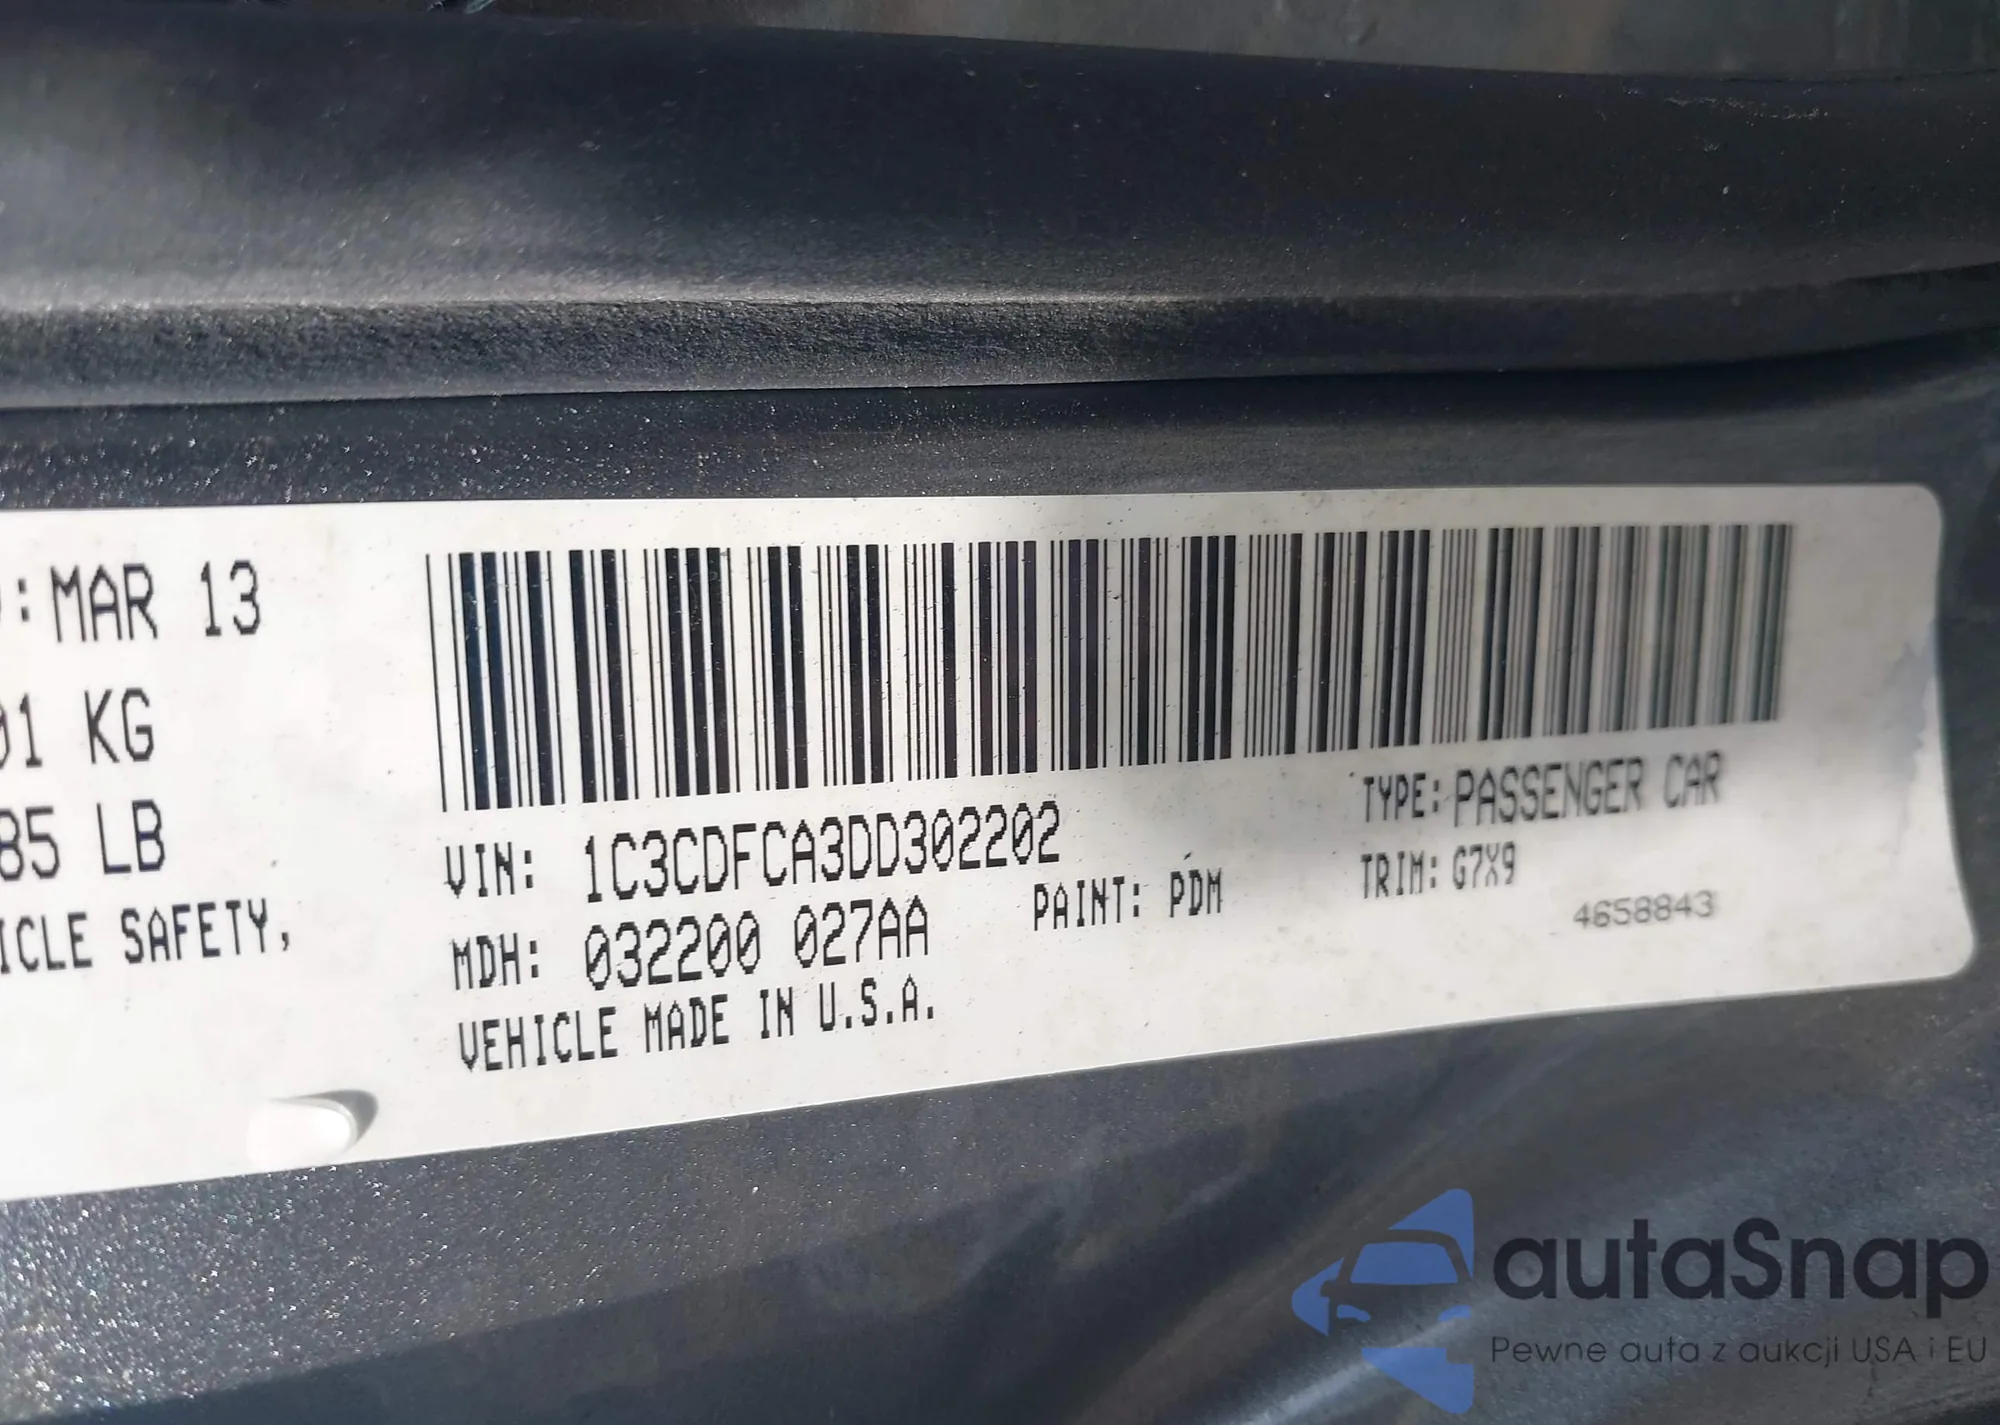 :MAR 13
01 KG
85 LB
ICLE SAFETY,
VIN: 1C3CDFCA3DD302202
TYPE: PASSENGER CAR
MDH: 032200 027AA
PAINT: PDM
TRIM: G7X9
VEHICLE MADE IN U.S.A.
4658843
autaSnap
Pewne auta z aukcji USA i EU